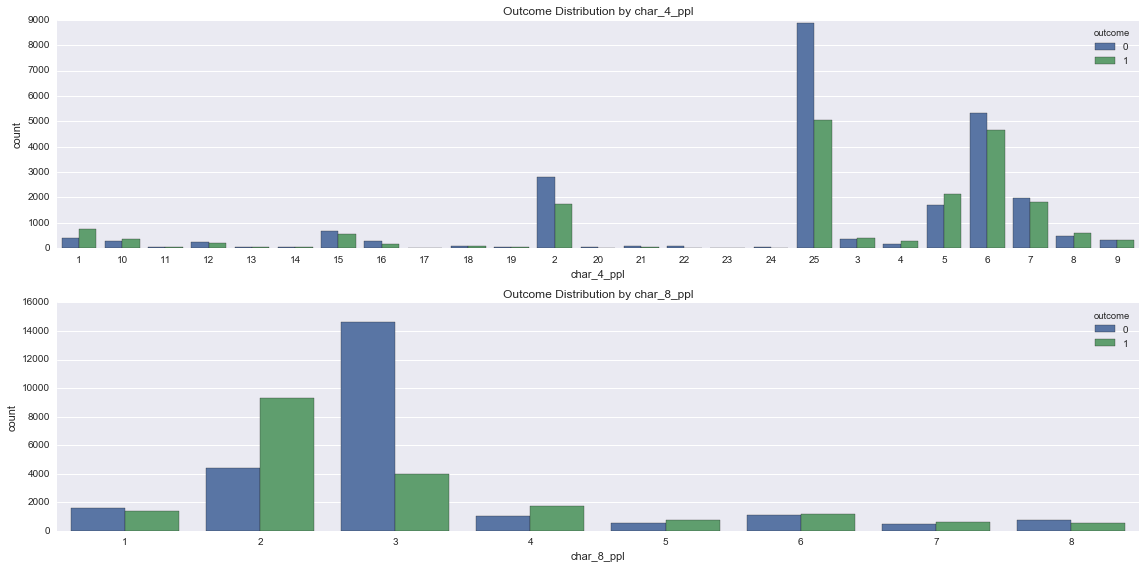 Outcome Distribution by char_4_ppl
9000
8000
7000
6000
5000
4000
3000
2000
1000
0
count
outcome
0
1
1 10 11 12 13 14 15 16 17 18 19 2 20 21 22 23 24 25 3 4 5 6 7 8 9
char_4_ppl
Outcome Distribution by char_8_ppl
16000
14000
12000
10000
8000
6000
4000
2000
0
count
outcome
0
1
1 2 3 4 5 6 7 8
char_8_ppl